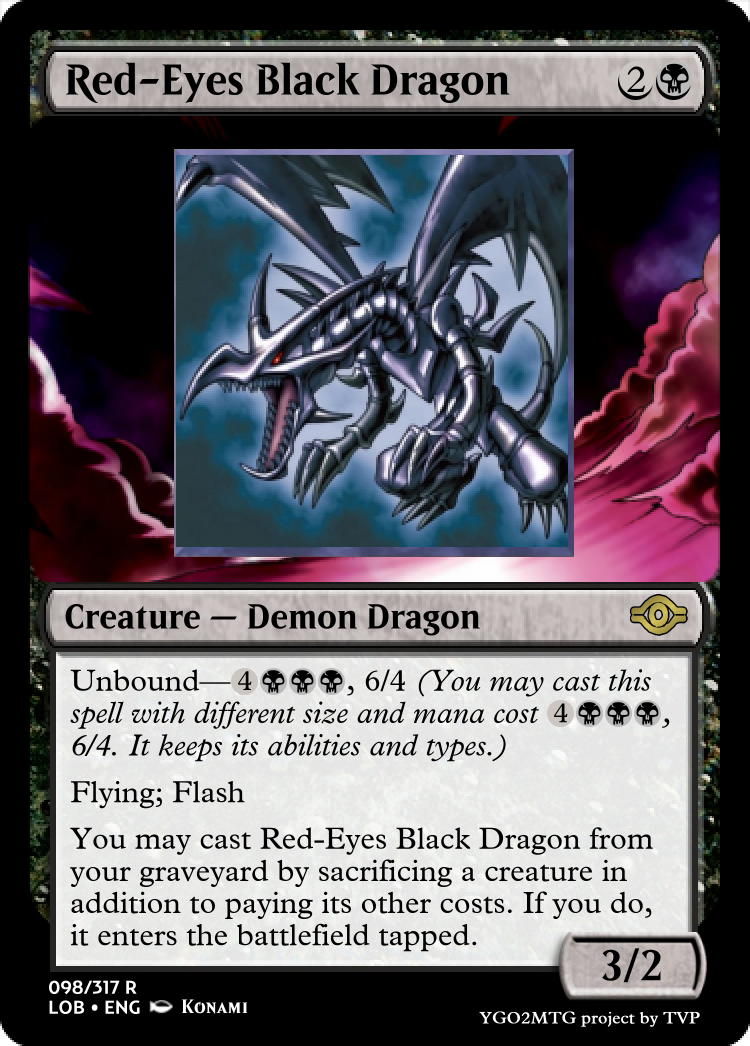 Red-Eyes Black Dragon 2
Creature — Demon Dragon
Unbound—4, 6/4 (You may cast this
spell with different size and mana cost 4,
6/4. It keeps its abilities and types.)
Flying; Flash
You may cast Red-Eyes Black Dragon from
your graveyard by sacrificing a creature in
addition to paying its other costs. If you do,
it enters the battlefield tapped.
3/2
098/317 R
LOB • ENG Konami
YGO2MTG project by TVP